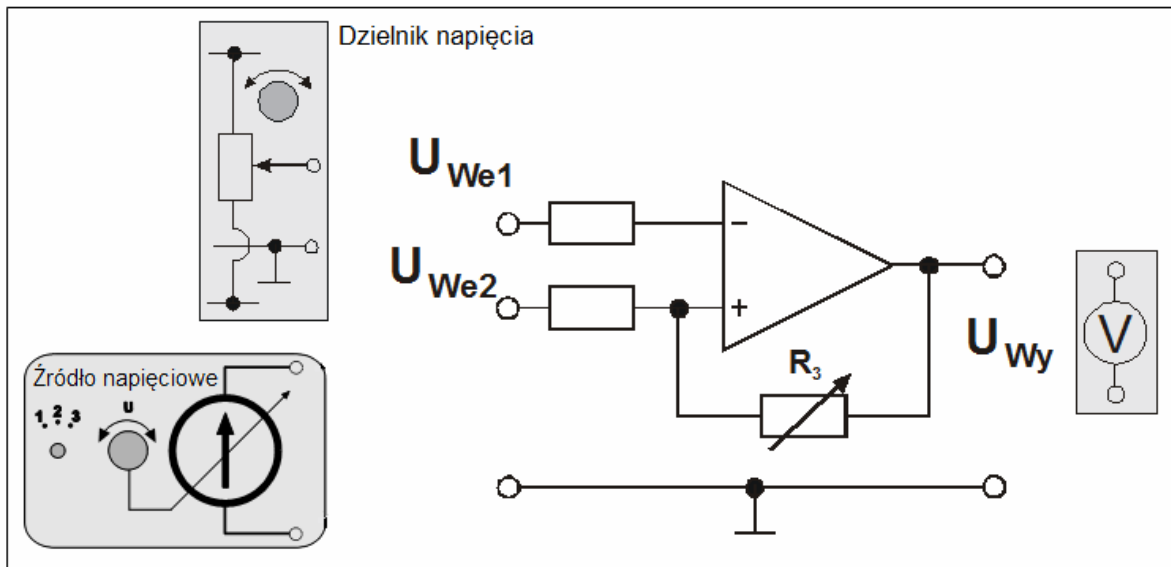 Dzielnik napięcia
U We1
U We2
−
+
R3
U Wy
V
Źródło napięciowe
1 2 3
U